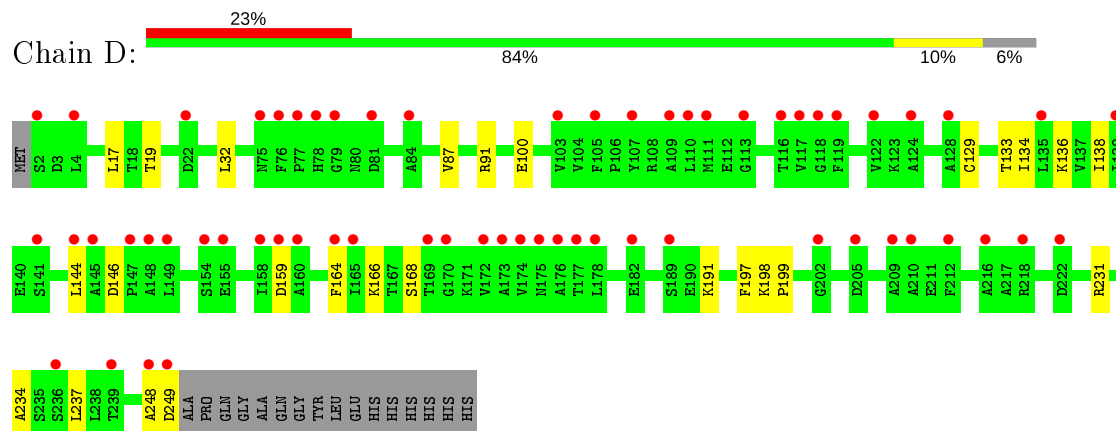 23%
Chain D:
84% 10% 6%
MET S2 D3 L4 L17 T18 T19 D22 L32 N75 F76 P77 H78 G79 N80 D81 A84 V87 R91 E100 V103 V104 F105 P106 Y107 R108 A109 L110 M111 E112 G113 T116 V117 G118 F119 V122 K123 A124 A128 C129 T133 I134 L135 K136 V137 I138
E140 S141 L144 A145 D146 P147 A148 L149 S154 E155 I158 D159 A160 F164 I165 K166 T167 S168 T169 G170 K171 V172 A173 V174 N175 A176 T177 L178 E182 S189 E190 K191 F197 K198 P199 G202 D205 A209 A210 E211 F212 A216 A217 R218 D222 R231
A234 S235 S236 L237 L238 T239 A248 D249 ALA PRO GLN GLY ALA GLN GLY TYR LEU GLU HIS HIS HIS HIS HIS HIS